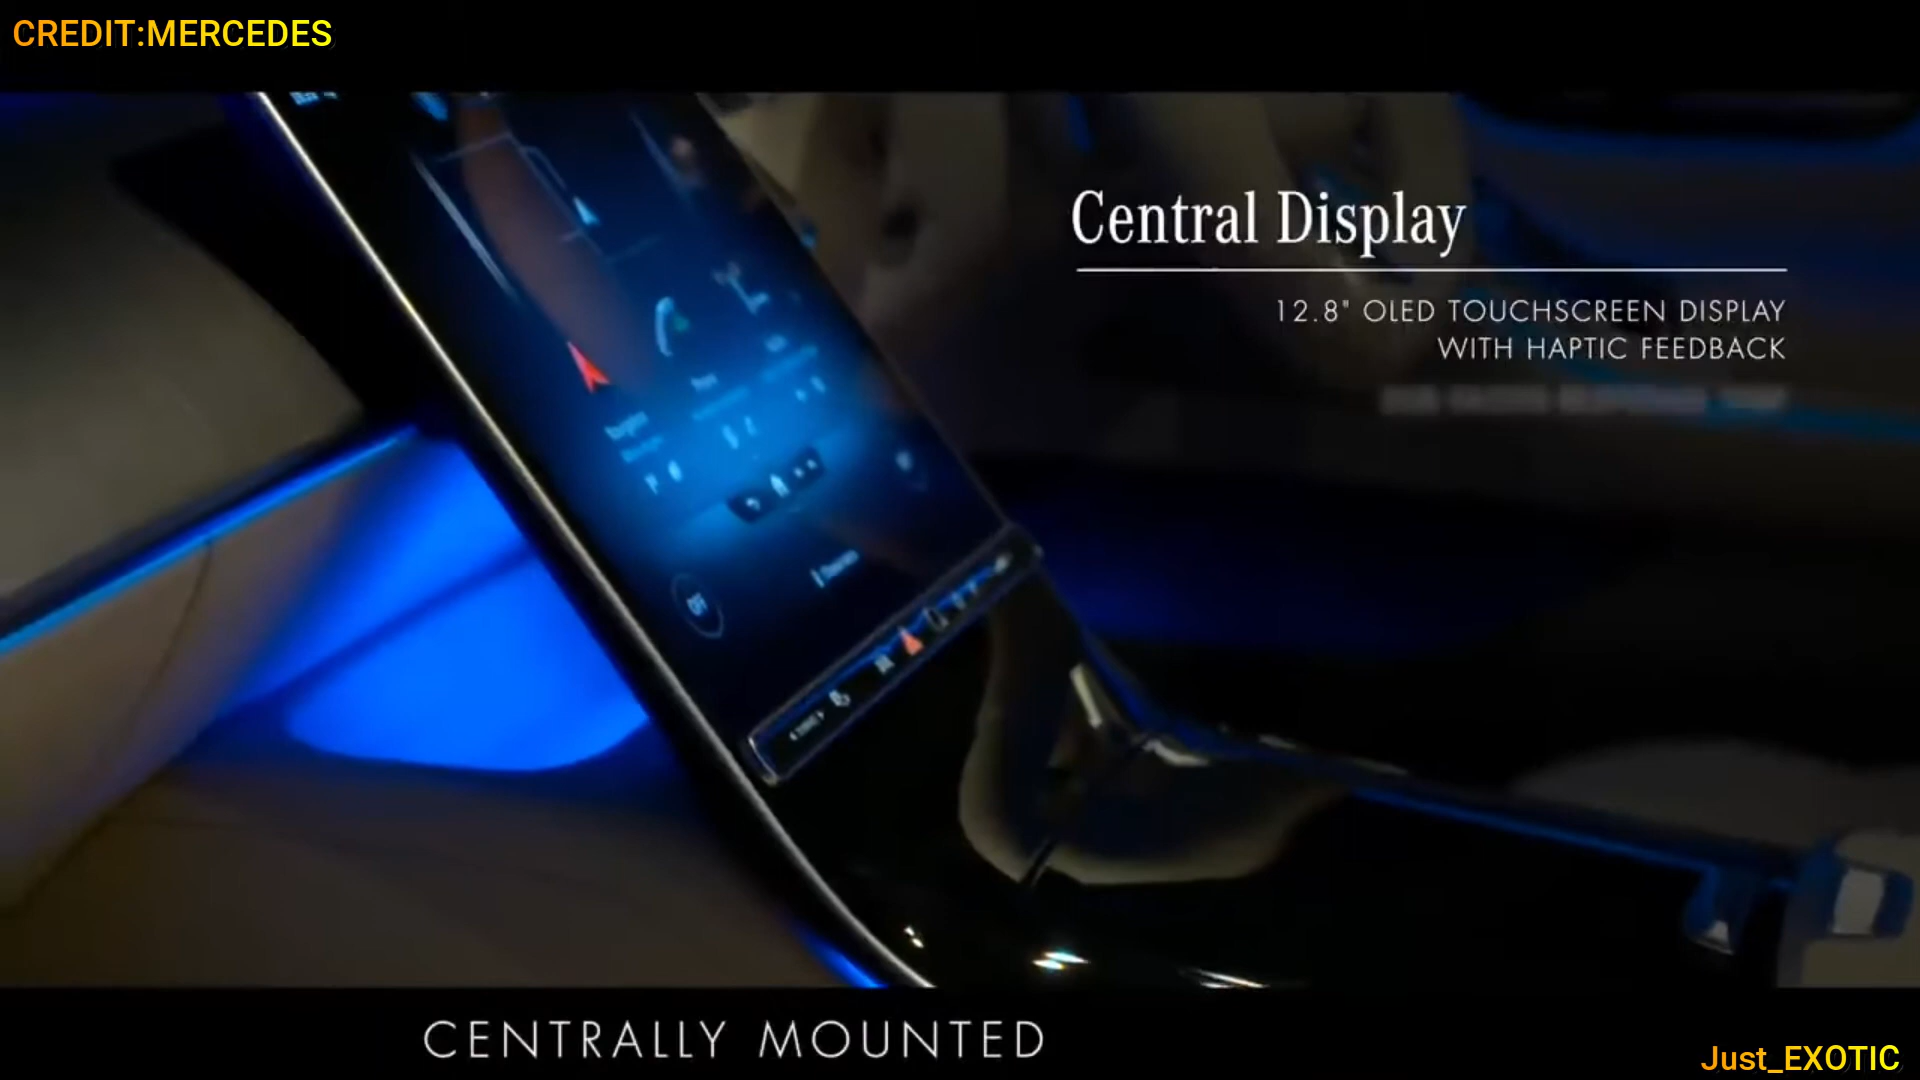 CREDIT:MERCEDES
Central Display
12.8" OLED TOUCHSCREEN DISPLAY
WITH HAPTIC FEEDBACK
CENTRALLY MOUNTED
Just_EXOTIC